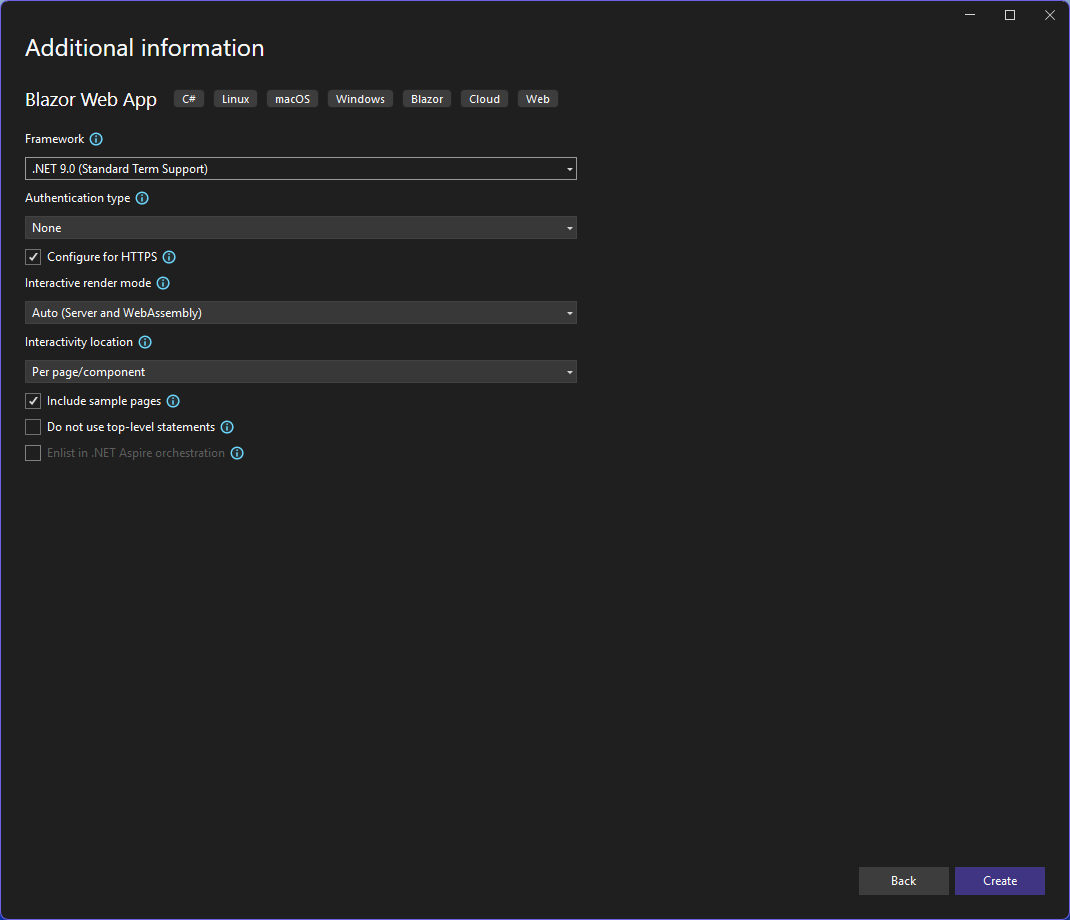 Additional information
Blazor Web App C# Linux macOS Windows Blazor Cloud Web
Framework
.NET 9.0 (Standard Term Support)
Authentication type
None
Configure for HTTPS
Interactive render mode
Auto (Server and WebAssembly)
Interactivity location
Per page/component
Include sample pages
Do not use top-level statements
Enlist in .NET Aspire orchestration
Back Create